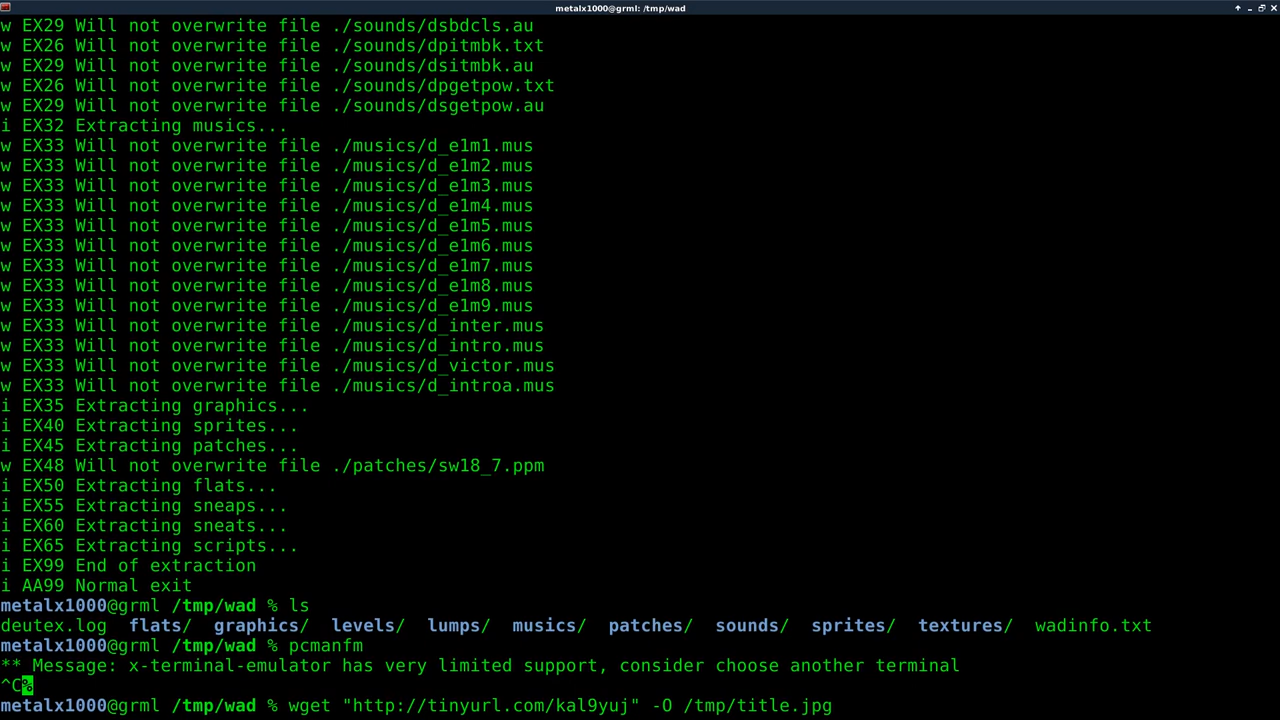 metalx1000@grml: /tmp/wad
w EX29 Will not overwrite file ./sounds/dsbdcls.au
w EX26 Will not overwrite file ./sounds/dpitmbk.txt
w EX29 Will not overwrite file ./sounds/dsitmbk.au
w EX26 Will not overwrite file ./sounds/dpgetpow.txt
w EX29 Will not overwrite file ./sounds/dsgetpow.au
i EX32 Extracting musics...
w EX33 Will not overwrite file ./musics/d_e1m1.mus
w EX33 Will not overwrite file ./musics/d_e1m2.mus
w EX33 Will not overwrite file ./musics/d_e1m3.mus
w EX33 Will not overwrite file ./musics/d_e1m4.mus
w EX33 Will not overwrite file ./musics/d_e1m5.mus
w EX33 Will not overwrite file ./musics/d_e1m6.mus
w EX33 Will not overwrite file ./musics/d_e1m7.mus
w EX33 Will not overwrite file ./musics/d_e1m8.mus
w EX33 Will not overwrite file ./musics/d_e1m9.mus
w EX33 Will not overwrite file ./musics/d_inter.mus
w EX33 Will not overwrite file ./musics/d_intro.mus
w EX33 Will not overwrite file ./musics/d_victor.mus
w EX33 Will not overwrite file ./musics/d_introa.mus
i EX35 Extracting graphics...
i EX40 Extracting sprites...
i EX45 Extracting patches...
w EX48 Will not overwrite file ./patches/sw18_7.ppm
i EX50 Extracting flats...
i EX55 Extracting sneaps...
i EX60 Extracting sneats...
i EX65 Extracting scripts...
i EX99 End of extraction
i AA99 Normal exit
metalx1000@grml /tmp/wad % ls
deutex.log  flats/  graphics/  levels/  lumps/  musics/  patches/  sounds/  sprites/  textures/  wadinfo.txt
metalx1000@grml /tmp/wad % pcmanfm
** Message: x-terminal-emulator has very limited support, consider choose another terminal
^C%
metalx1000@grml /tmp/wad % wget "http://tinyurl.com/kal9yuj" -O /tmp/title.jpg